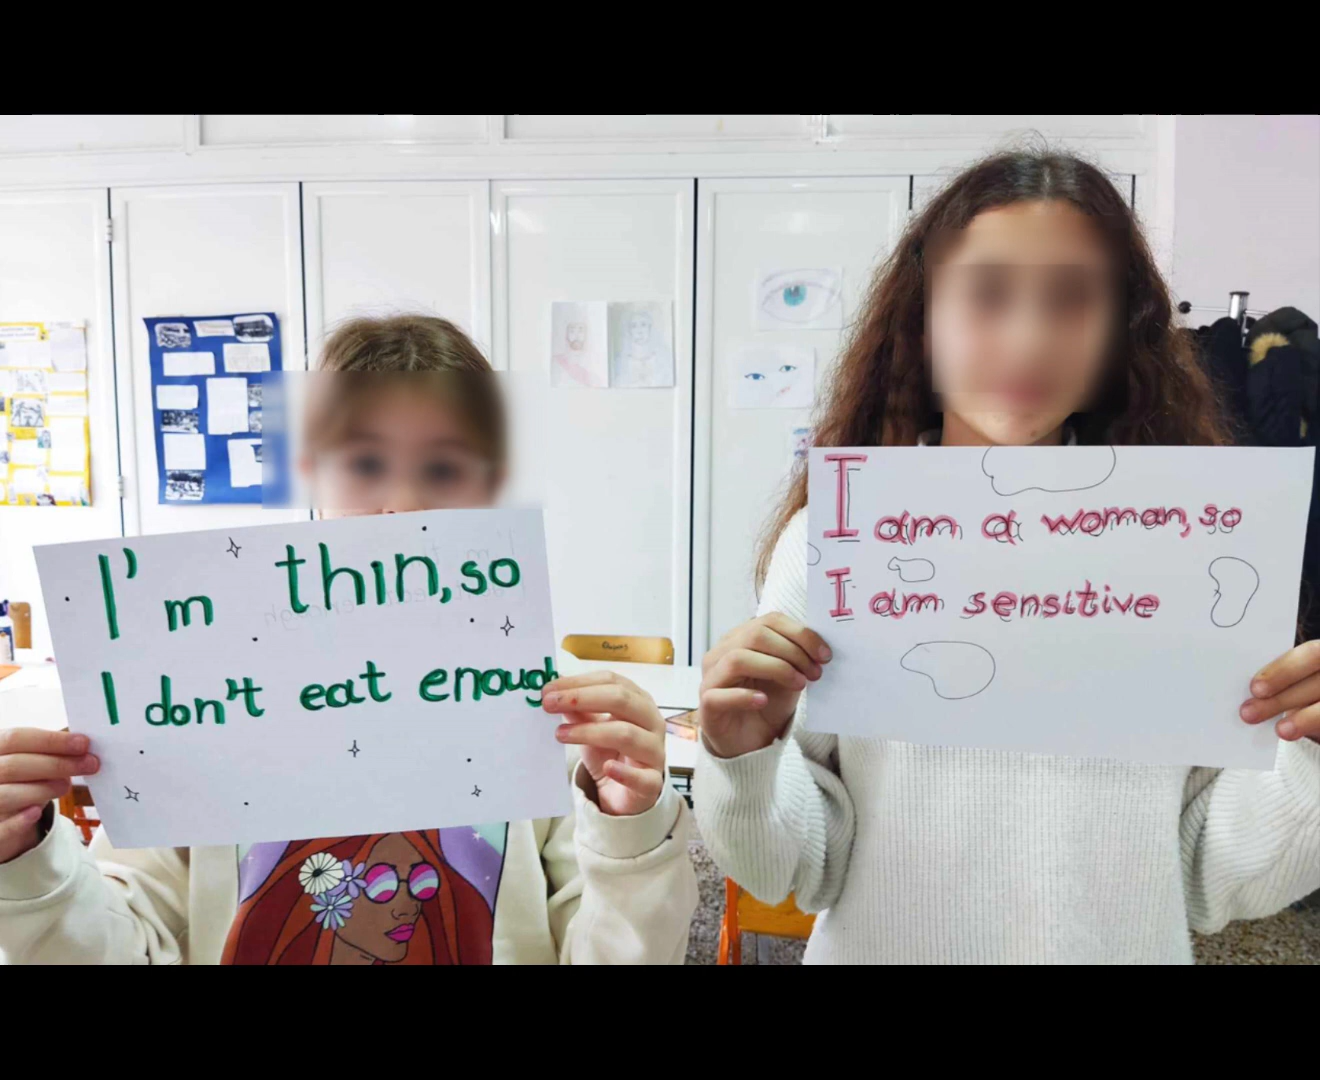 I'm thin, so
I don't eat enough
I am a woman, so
I am sensitive